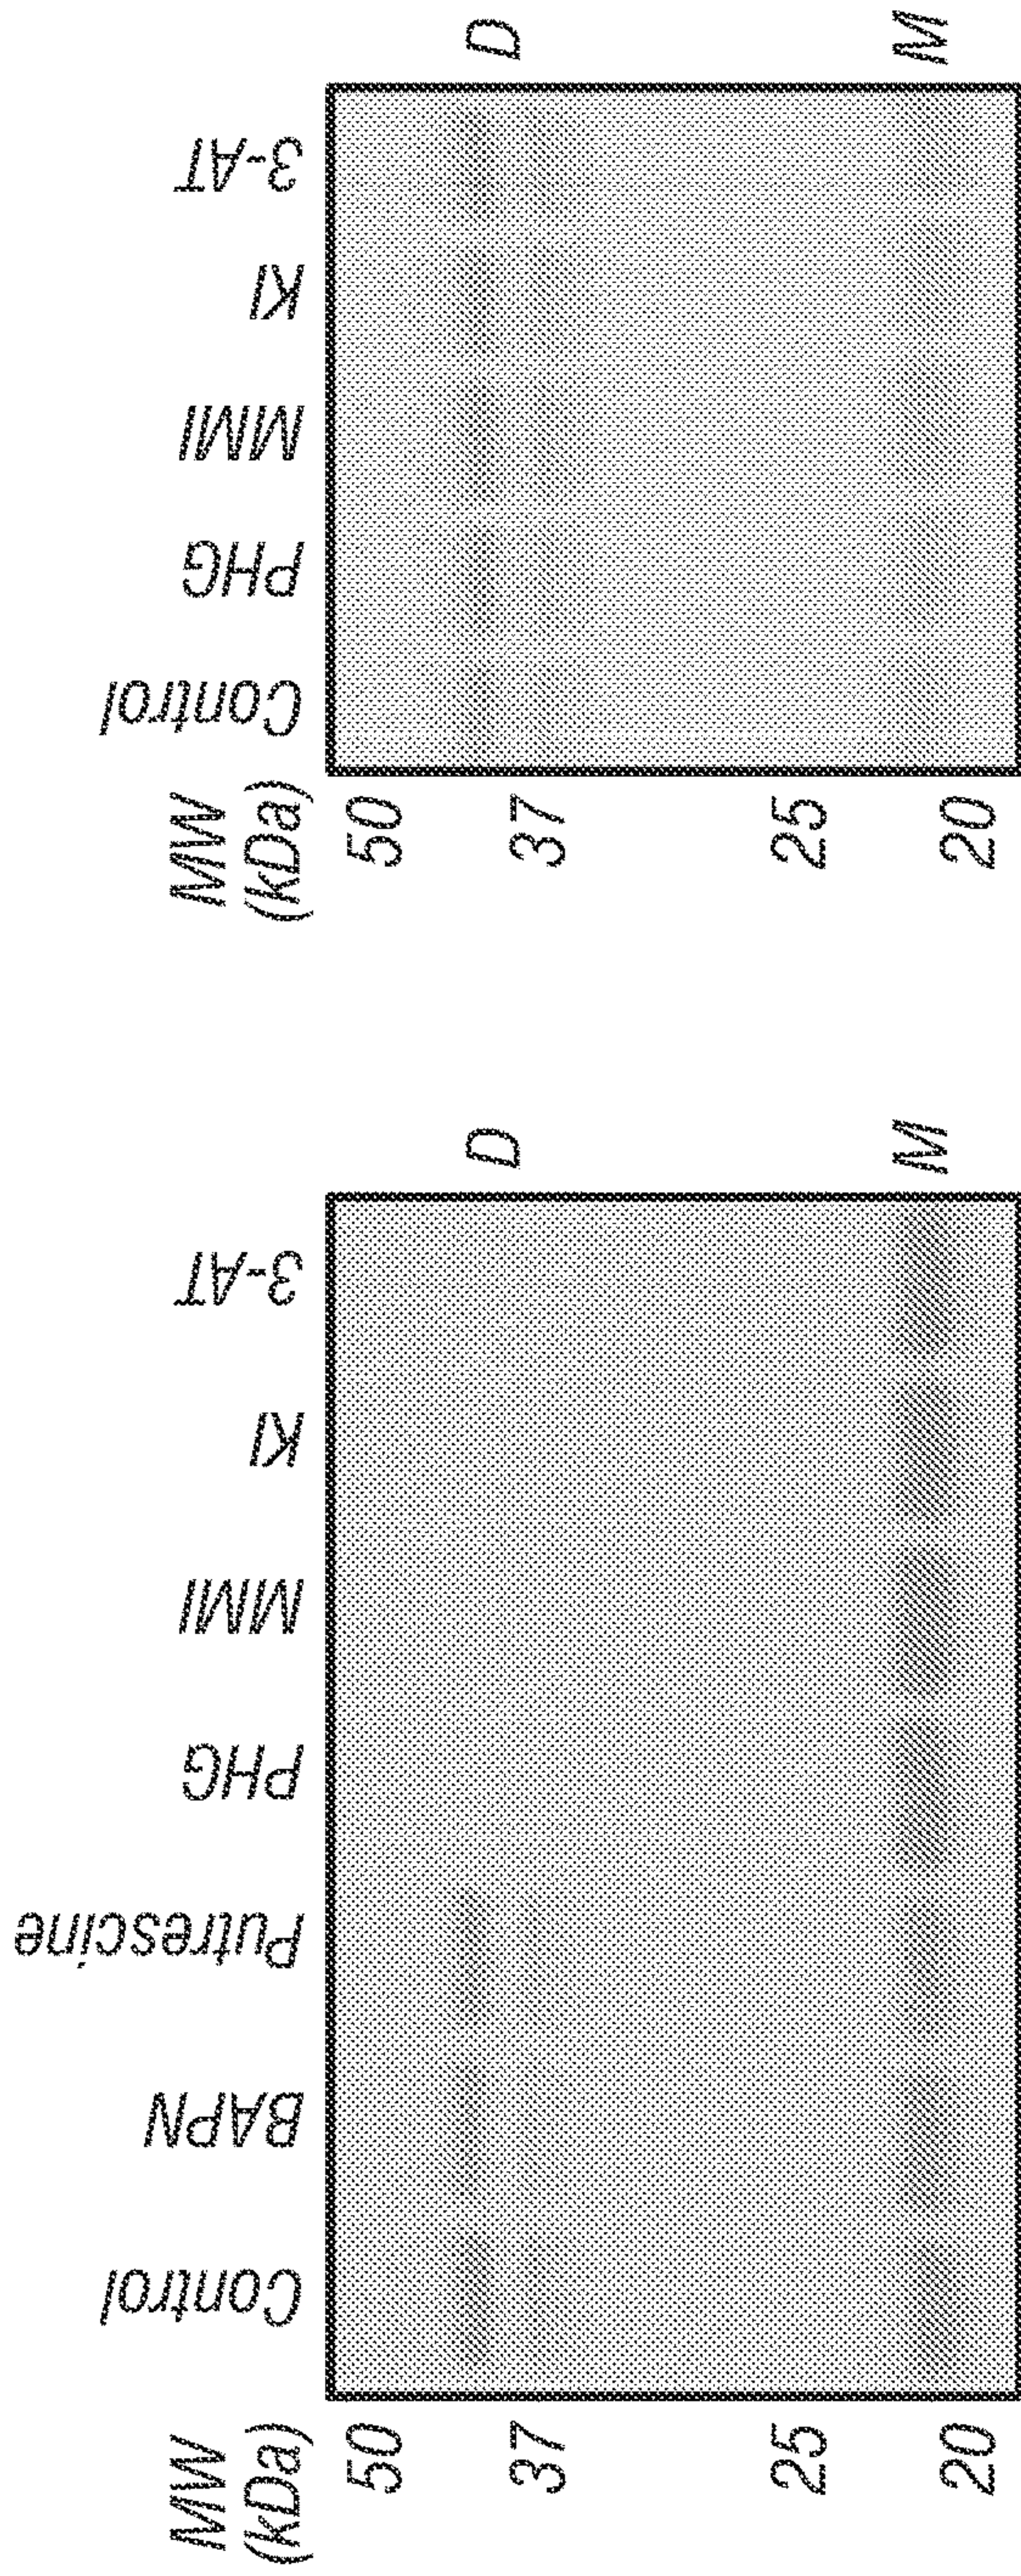 MW
(kDa)
Control
BAPN
Putrescine
PHG
MMI
KI
3-AT
50
37
25
20
D
M
MW
(kDa)
Control
PHG
MMI
KI
3-AT
50
37
25
20
D
M